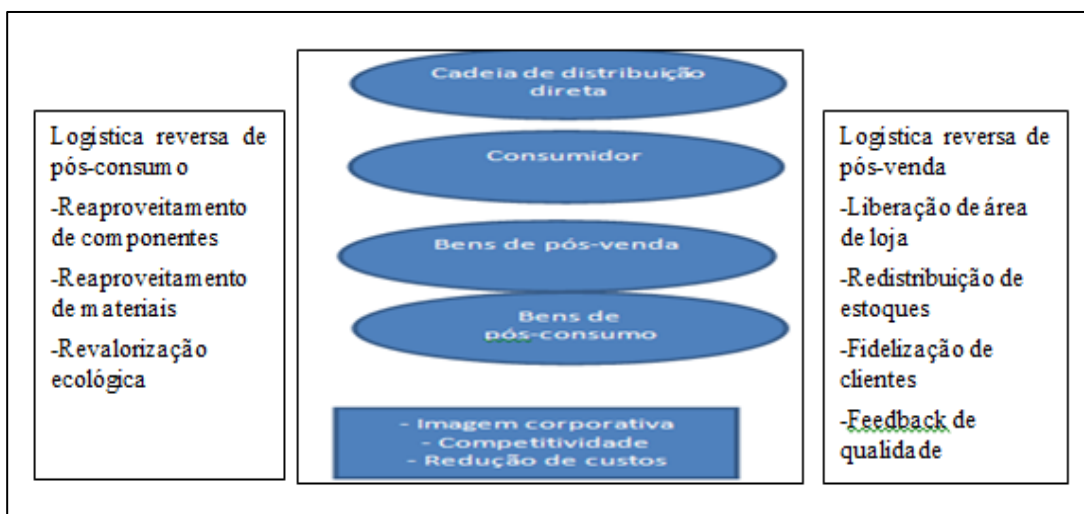 Logística reversa de
pós-consumo
-Reaproveitamento
de componentes
-Reaproveitamento
de materiais
-Revalorização
ecológica
Cadeia de distribuição
direta
Consumidor
Bens de pós-venda
Bens de
pós-consumo
- Imagem corporativa
- Competitividade
- Redução de custos
Logística reversa de
pós-venda
-Liberação de área
de loja
-Redistribuição de
estoques
-Fidelização de
clientes
-Feedback de
qualidade